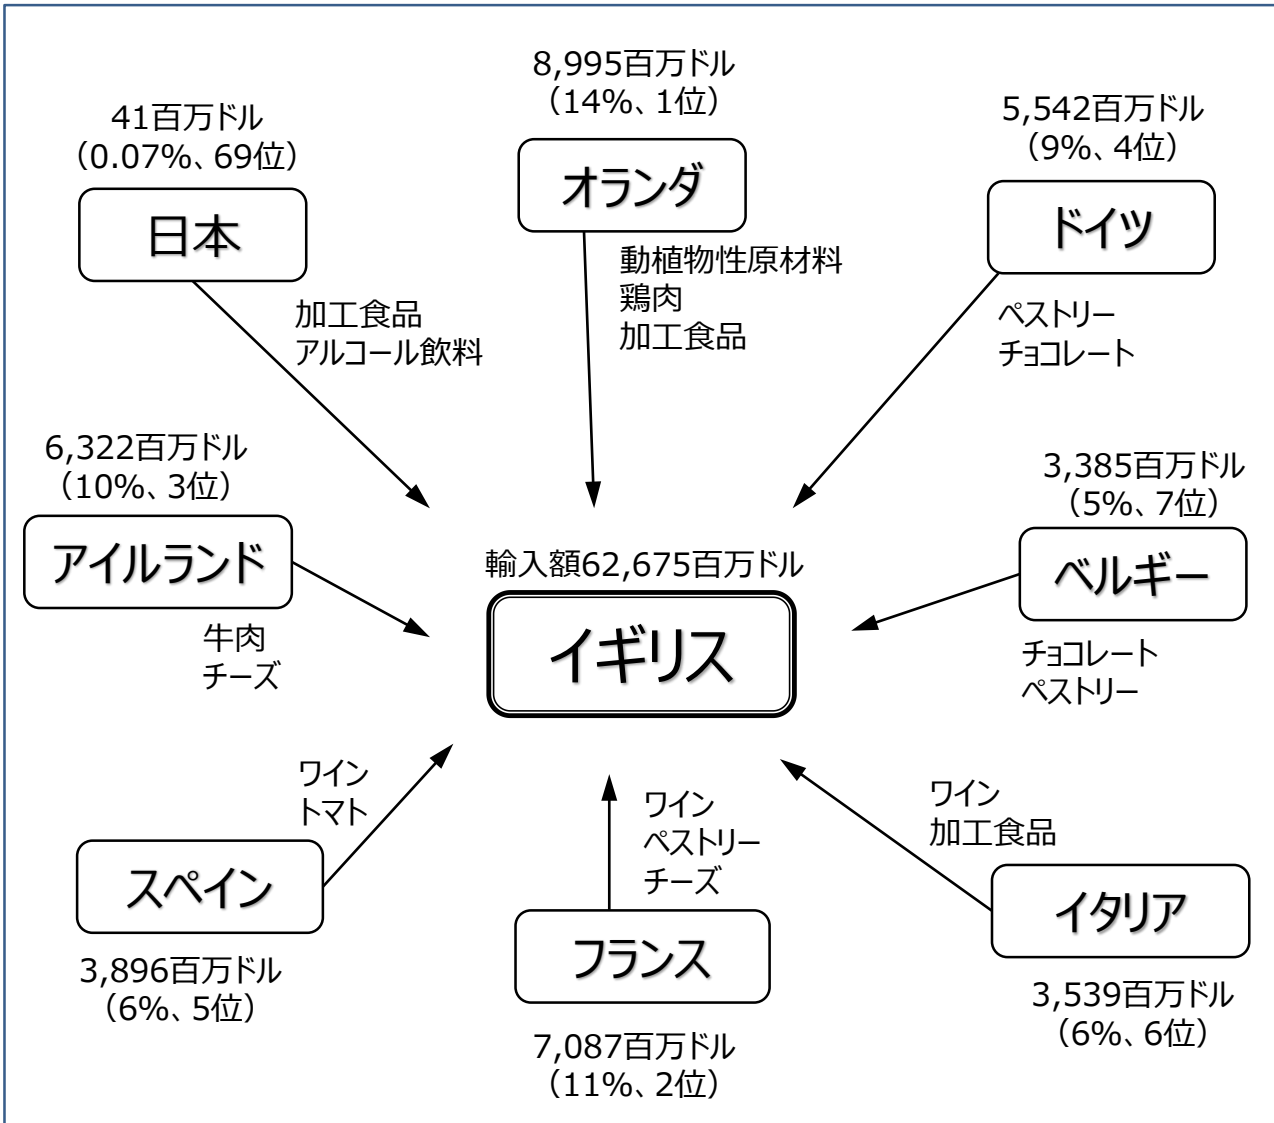 41百万ドル
（0.07%、69位）
日本
加工食品
アルコール飲料
8,995百万ドル
（14%、1位）
オランダ
動植物性原材料
鶏肉
加工食品
5,542百万ドル
（9%、4位）
ドイツ
ペストリー
チョコレート
6,322百万ドル
（10%、3位）
アイルランド
牛肉
チーズ
輸入額62,675百万ドル
イギリス
3,385百万ドル
（5%、7位）
ベルギー
チョコレート
ペストリー
ワイン
トマト
スペイン
3,896百万ドル
（6%、5位）
ワイン
ペストリー
チーズ
フランス
7,087百万ドル
（11%、2位）
ワイン
加工食品
イタリア
3,539百万ドル
（6%、6位）